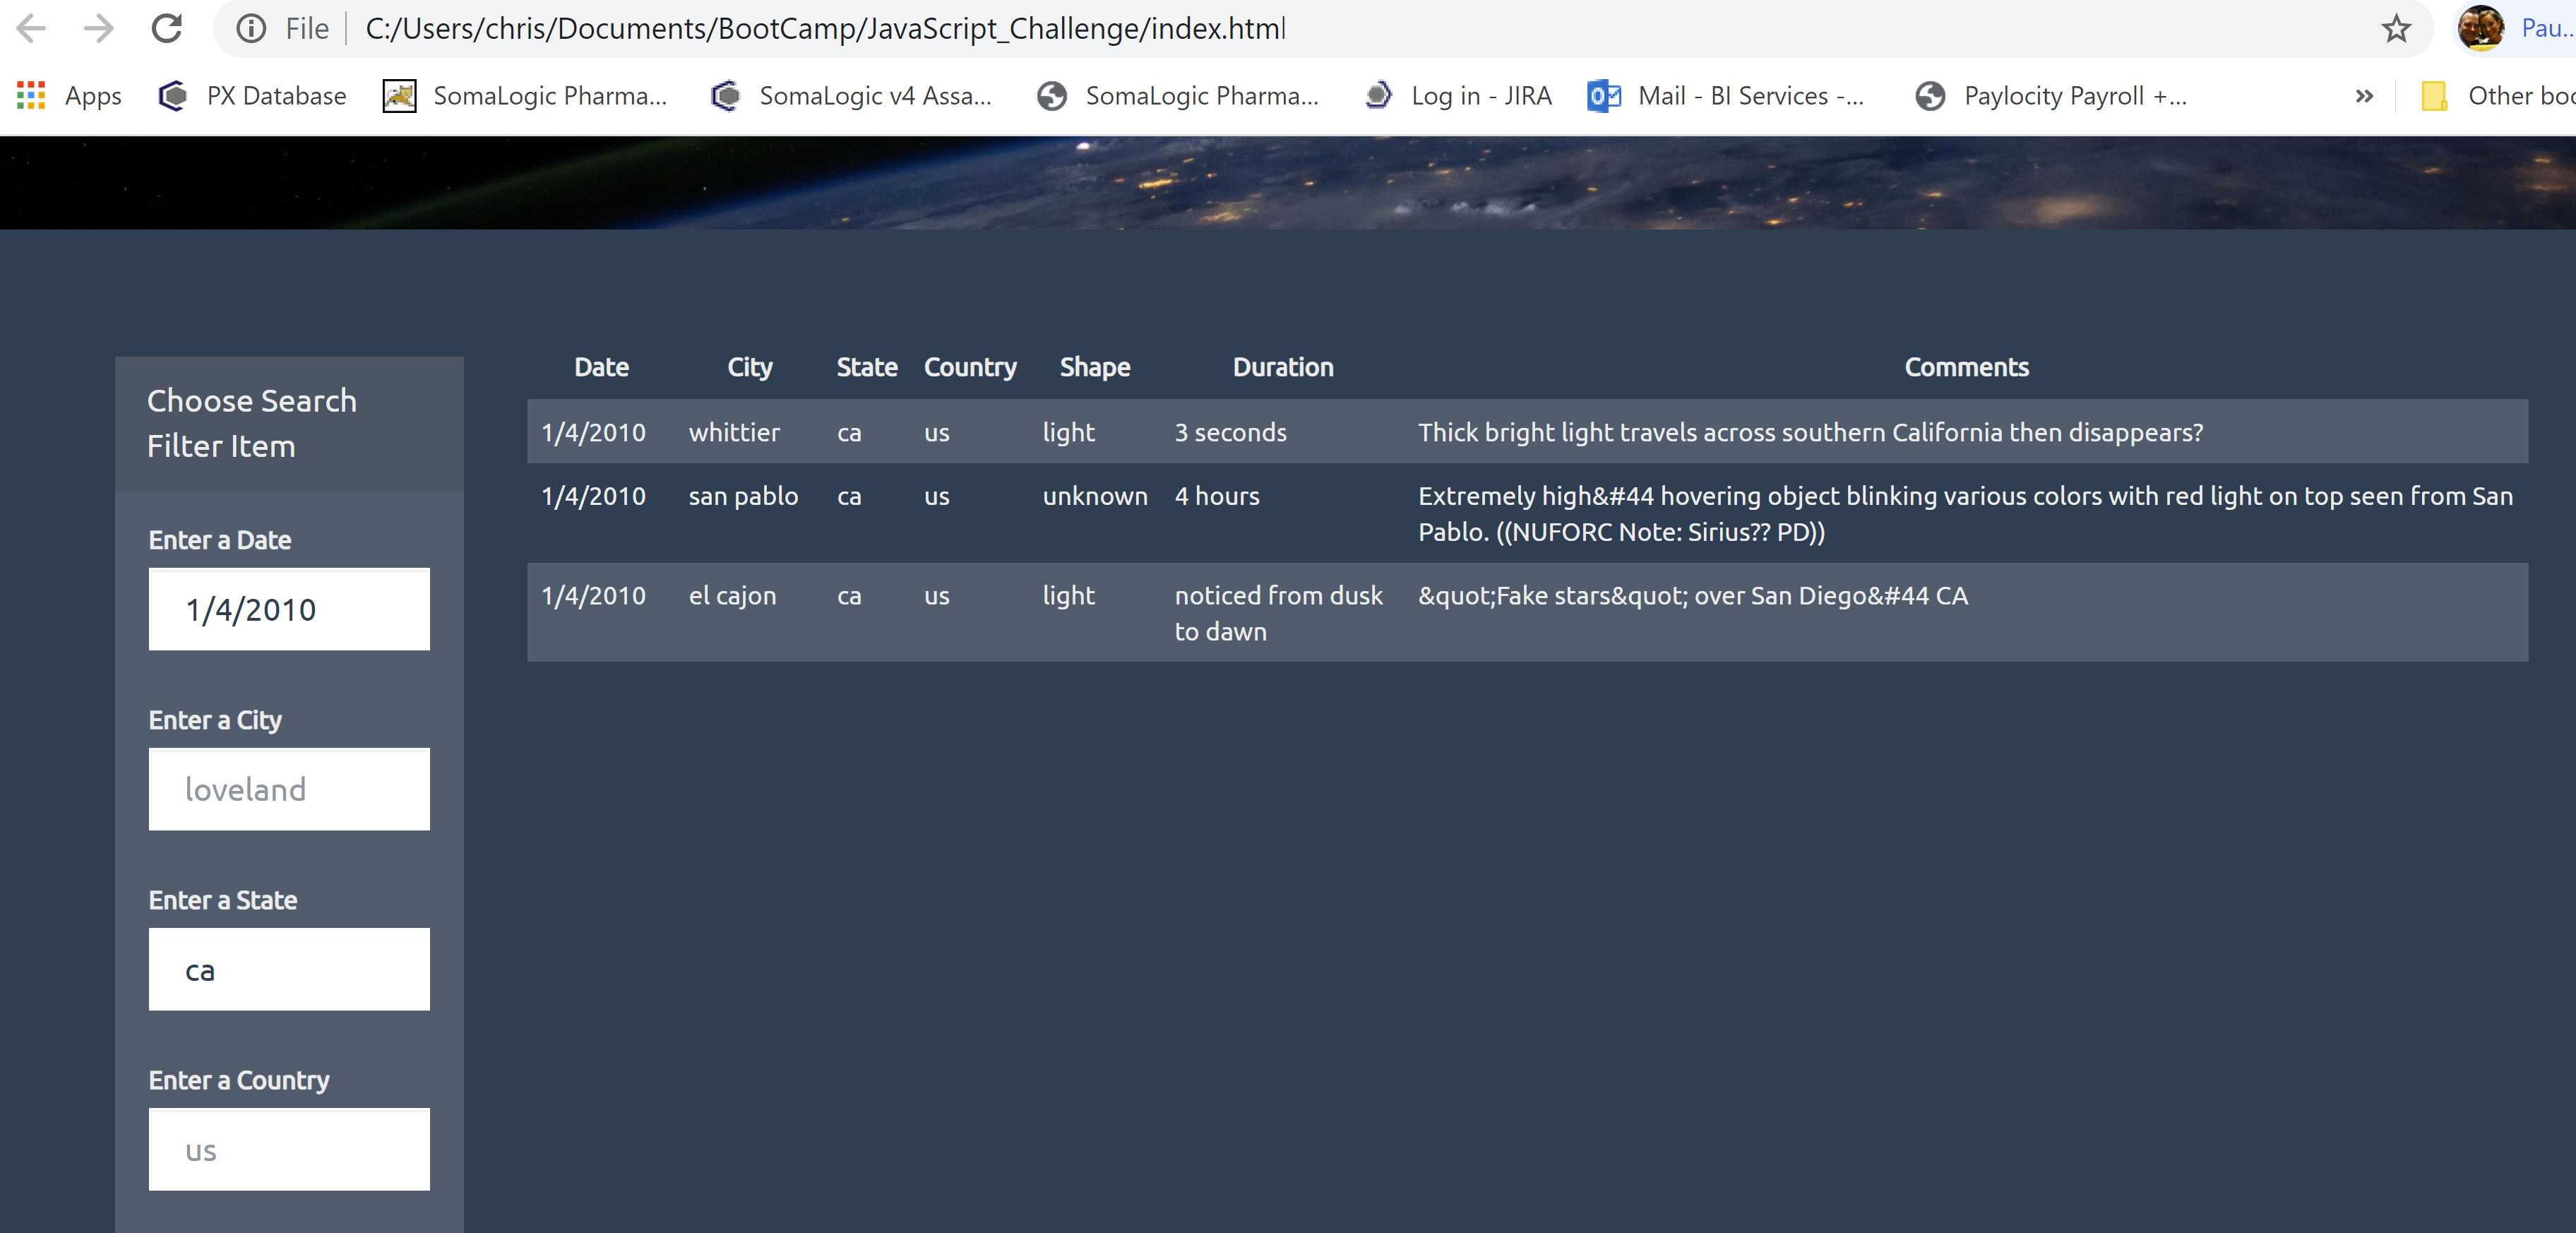 File C:/Users/chris/Documents/BootCamp/JavaScript_Challenge/index.html Pau...
Apps PX Database SomaLogic Pharma... SomaLogic v4 Assa... SomaLogic Pharma... Log in - JIRA Mail - BI Services -... Paylocity Payroll +... » Other boo
Choose Search
Filter Item
Enter a Date
1/4/2010
Enter a City
loveland
Enter a State
ca
Enter a Country
us
Date City State Country Shape Duration Comments
1/4/2010 whittier ca us light 3 seconds Thick bright light travels across southern California then disappears?
1/4/2010 san pablo ca us unknown 4 hours Extremely high&#44 hovering object blinking various colors with red light on top seen from San
Pablo. ((NUFORC Note: Sirius?? PD))
1/4/2010 el cajon ca us light noticed from dusk &quot;Fake stars&quot; over San Diego&#44 CA
to dawn